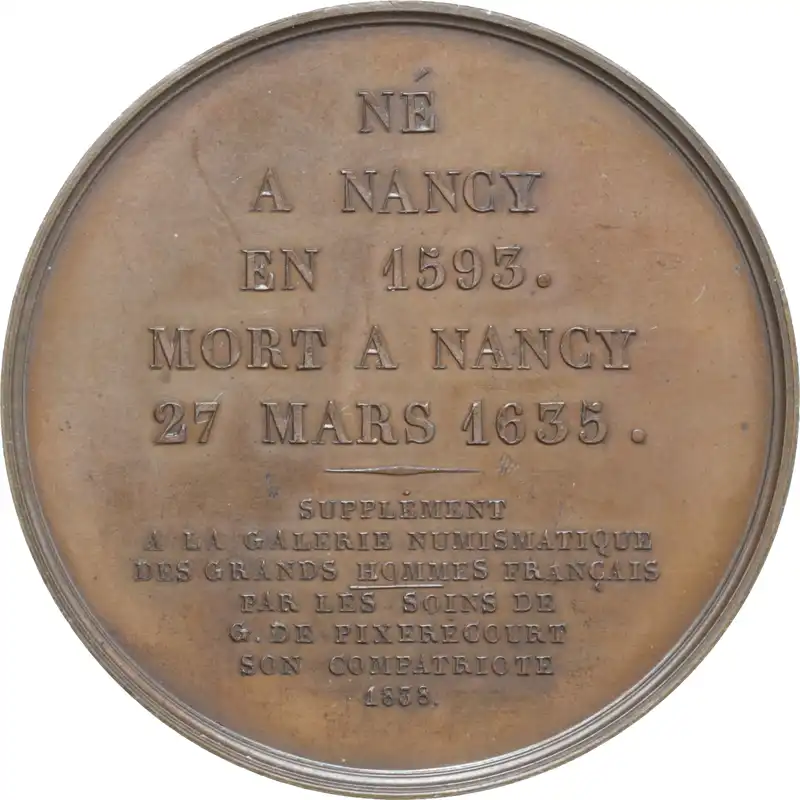 NÉ
A NANCY
EN 1593.
MORT A NANCY
27 MARS 1635.
SUPPLÉMENT
A LA GALERIE NUMISMATIQUE
DES GRANDS HOMMES FRANÇAIS
PAR LES SOINS DE
G. DE PIXERÉCOURT
SON COMPATRIOTE
1838.